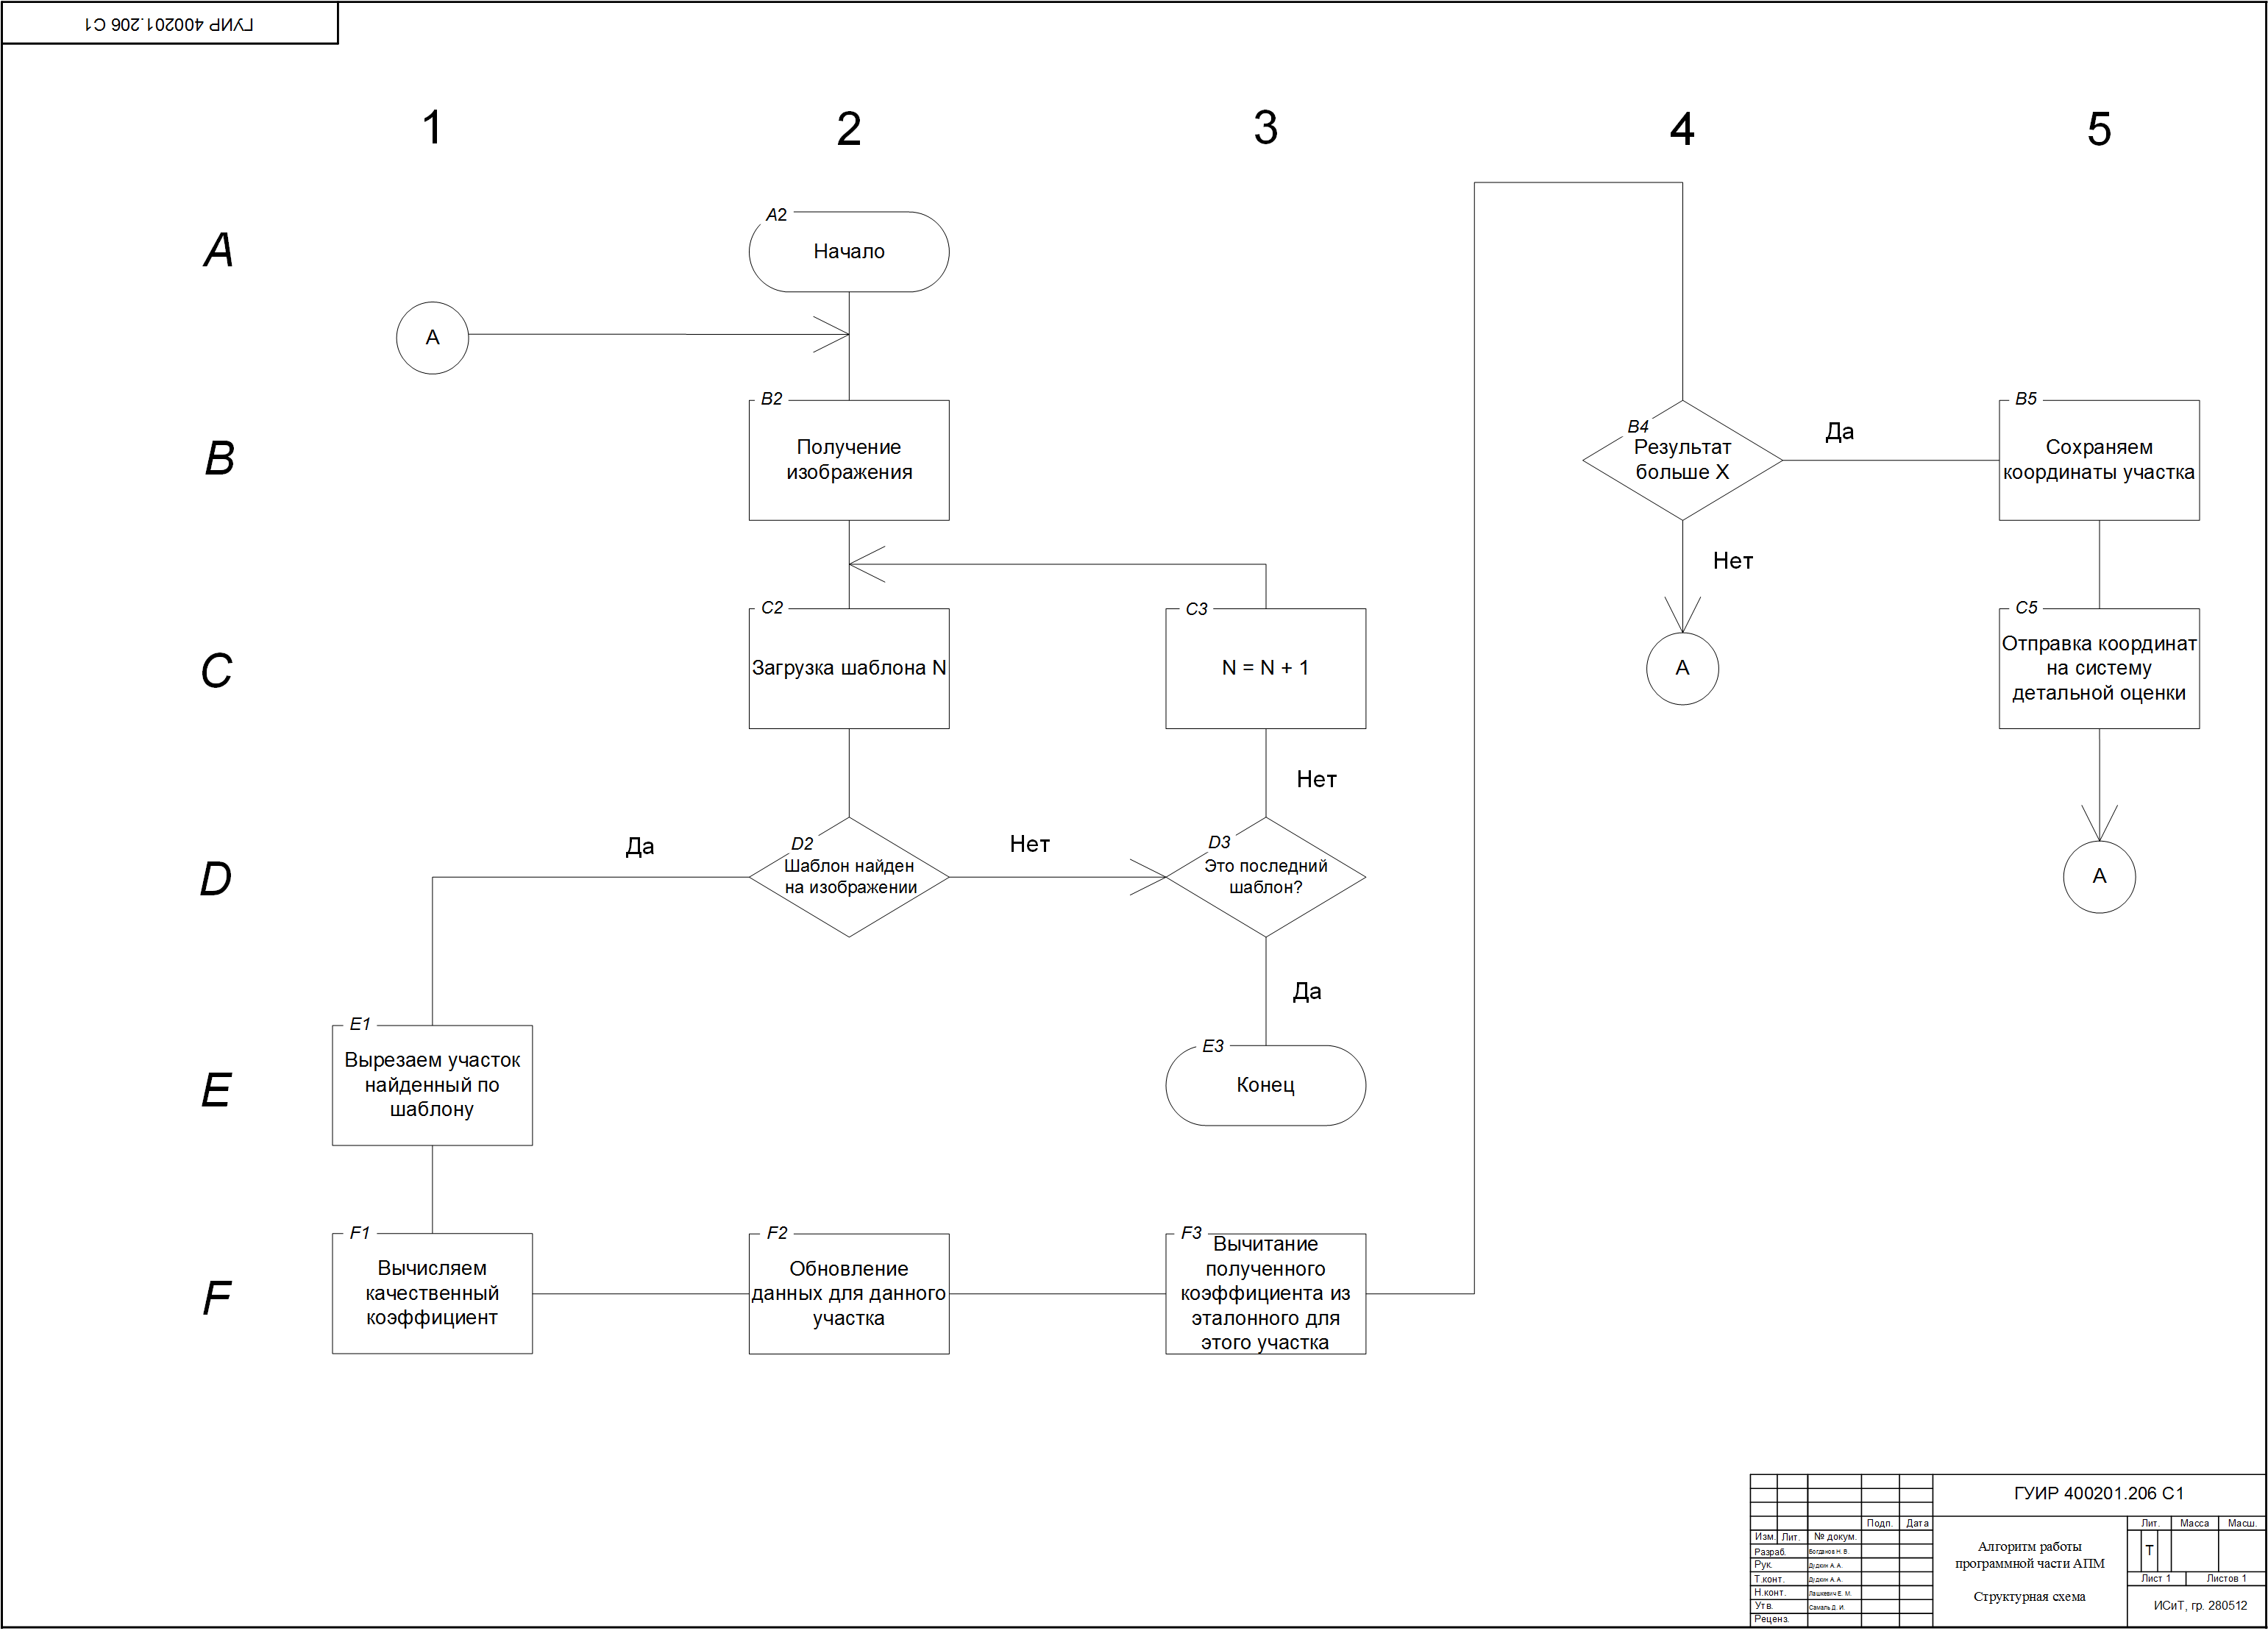 ГУИР 400201.206 С1
1
2
3
4
5
A
A2
Начало
A
B
B2
Получение
изображения
B4
Результат
больше X
Да
Нет
B5
Сохраняем
координаты участка
C
C2
Загрузка шаблона N
C3
N = N + 1
A
C5
Отправка координат
на систему
детальной оценки
D
Да
D2
Шаблон найден
на изображении
Нет
Нет
D3
Это последний
шаблон?
Да
A
E
E1
Вырезаем участок
найденный по
шаблону
E3
Конец
F
F1
Вычисляем
качественный
коэффициент
F2
Обновление
данных для данного
участка
F3
Вычитание
полученного
коэффициента из
эталонного для
этого участка
ГУИР 400201.206 С1
Подп. Дата
Изм. Лит. № докум.
Разраб. Богданов Н. В.
Рук. Дудкин А. А.
Т.конт. Дудкин А. А.
Н.конт. Лашкевич Е. М.
Утв. Самаль Д. И.
Реценз.
Алгоритм работы
программной части АПМ
Структурная схема
Лит. Масса Масш.
Т
Лист 1 Листов 1
ИСиТ, гр. 280512